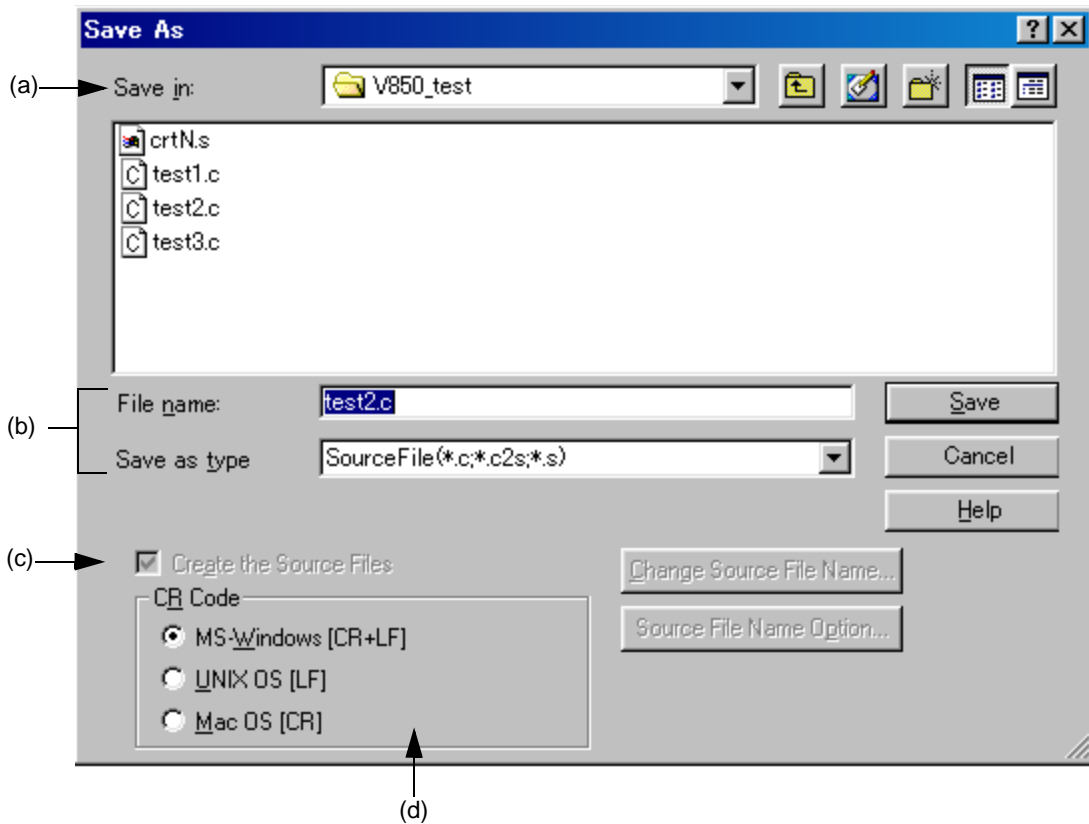 Save As
(a)
Save in:
V850_test
crtN.s
test1.c
test2.c
test3.c
(b)
File name:
test2.c
Save
Save as type
SourceFile(*.c;*.c2s;*.s)
Cancel
Help
(c)
Create the Source Files
Change Source File Name...
CR Code
MS-Windows [CR+LF]
Source File Name Option...
UNIX OS [LF]
Mac OS [CR]
(d)